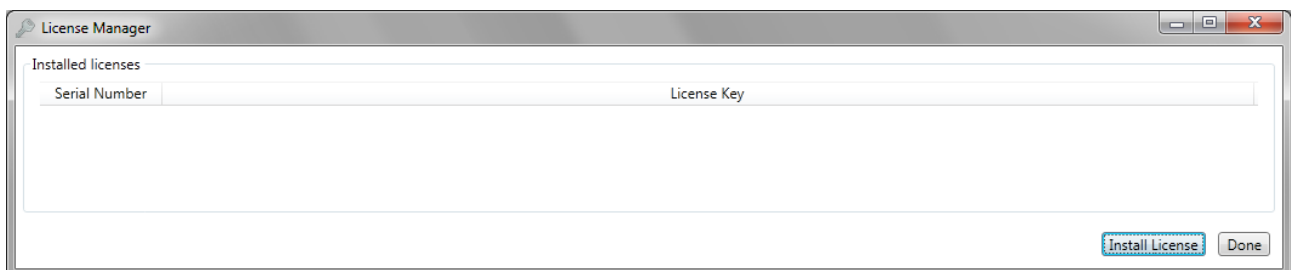 License Manager
Installed licenses
Serial Number License Key
Install License Done